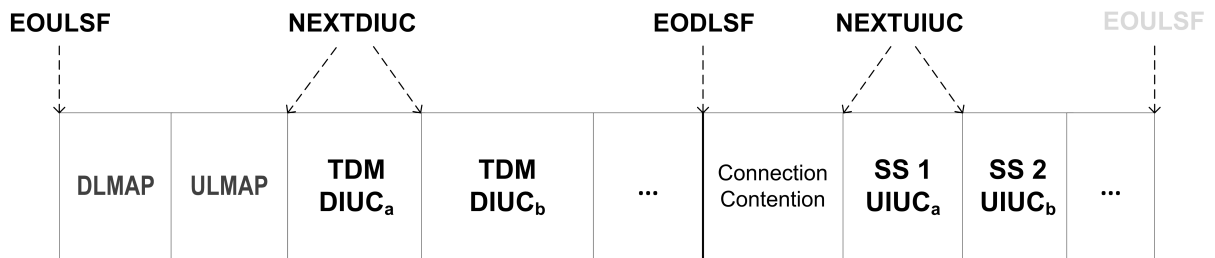 EOULSF NEXTDIUC EODLSF NEXTUIUC EOULSF
DLMAP
ULMAP
TDM
DIUCa
TDM
DIUCb
...
Connection
Contention
SS 1
UIUCa
SS 2
UIUCb
...